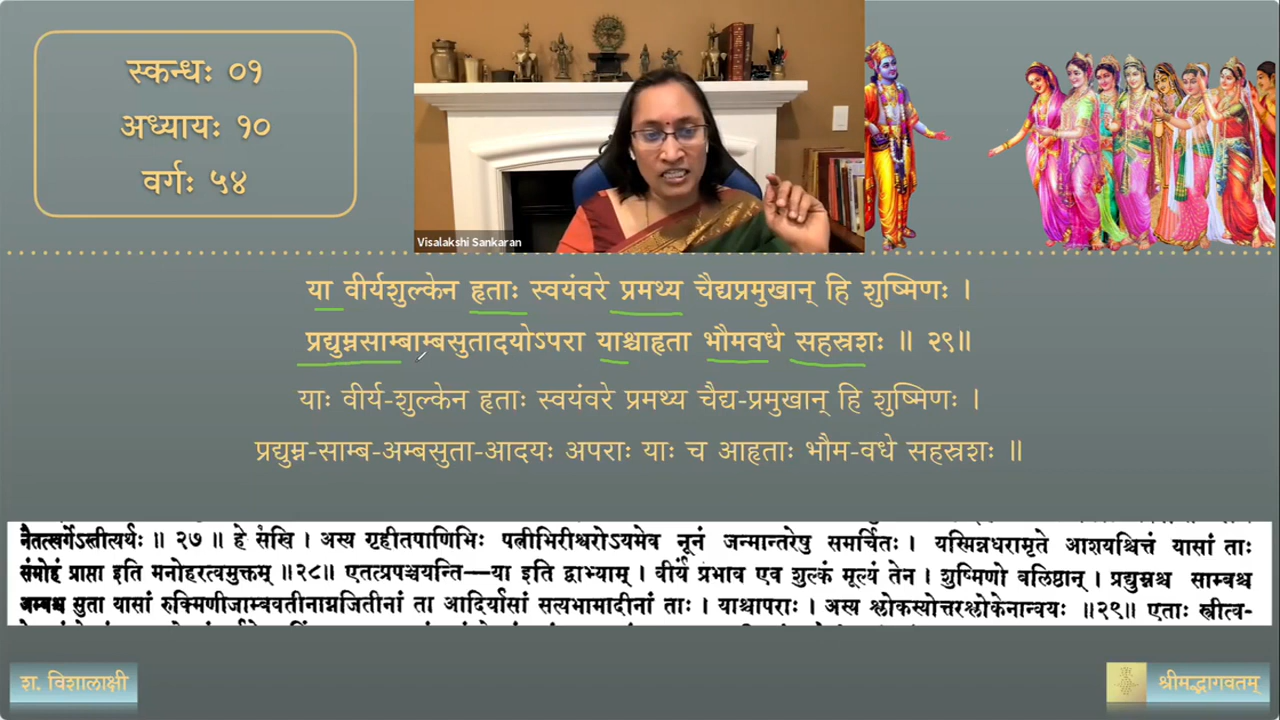 स्कन्धः ०१
अध्यायः १०
वर्गः ५४
Visalakshi Sankaran
या वीर्यशुल्केन हृताः स्वयंवरे प्रमथ्य चैद्यप्रमुखान् हि शुष्मिणः ।
प्रद्युम्नसाम्बाम्बसुतादयोऽपरा याश्चाहृता भौमवधे सहस्रशः ॥ २९॥
याः वीर्य-शुल्केन हृताः स्वयंवरे प्रमथ्य चैद्य-प्रमुखान् हि शुष्मिणः ।
प्रद्युम्न-साम्ब-अम्बसुता-आदयः अपराः याः च आहृताः भौम-वधे सहस्रशः ॥
नैतत्स्वर्गेऽस्तीत्यर्थः ॥ २७ ॥ हे संखि । अस्य गृहीतपाणिभिः पत्नीभिरीश्वरोऽयमेव नूनं जन्मान्तरेषु समर्चितः । यस्मिन्नधरामृते आशयश्चित्तं यासां ताः
संमोहं प्राप्ता इति मनोहरत्वमुक्तम् ॥२८॥ एतत्प्रपञ्चयन्ति—या इति द्वाभ्याम् । वीर्यं प्रभाव एव शुल्कं मूल्यं तेन । शुष्मिणो बलिष्ठान् । प्रद्युम्नश्च साम्बश्च
अम्बश्च सुता यासां रुक्मिणीजाम्बवतीनाग्नजितीनां ता आदिर्यासां सत्यभामादीनां ताः । याश्चापराः । अस्य श्लोकस्योत्तरश्लोकेनान्वयः ॥२९॥ एताः स्त्रीत्व-
श. विशालाक्षी
श्रीमद्भागवतम्